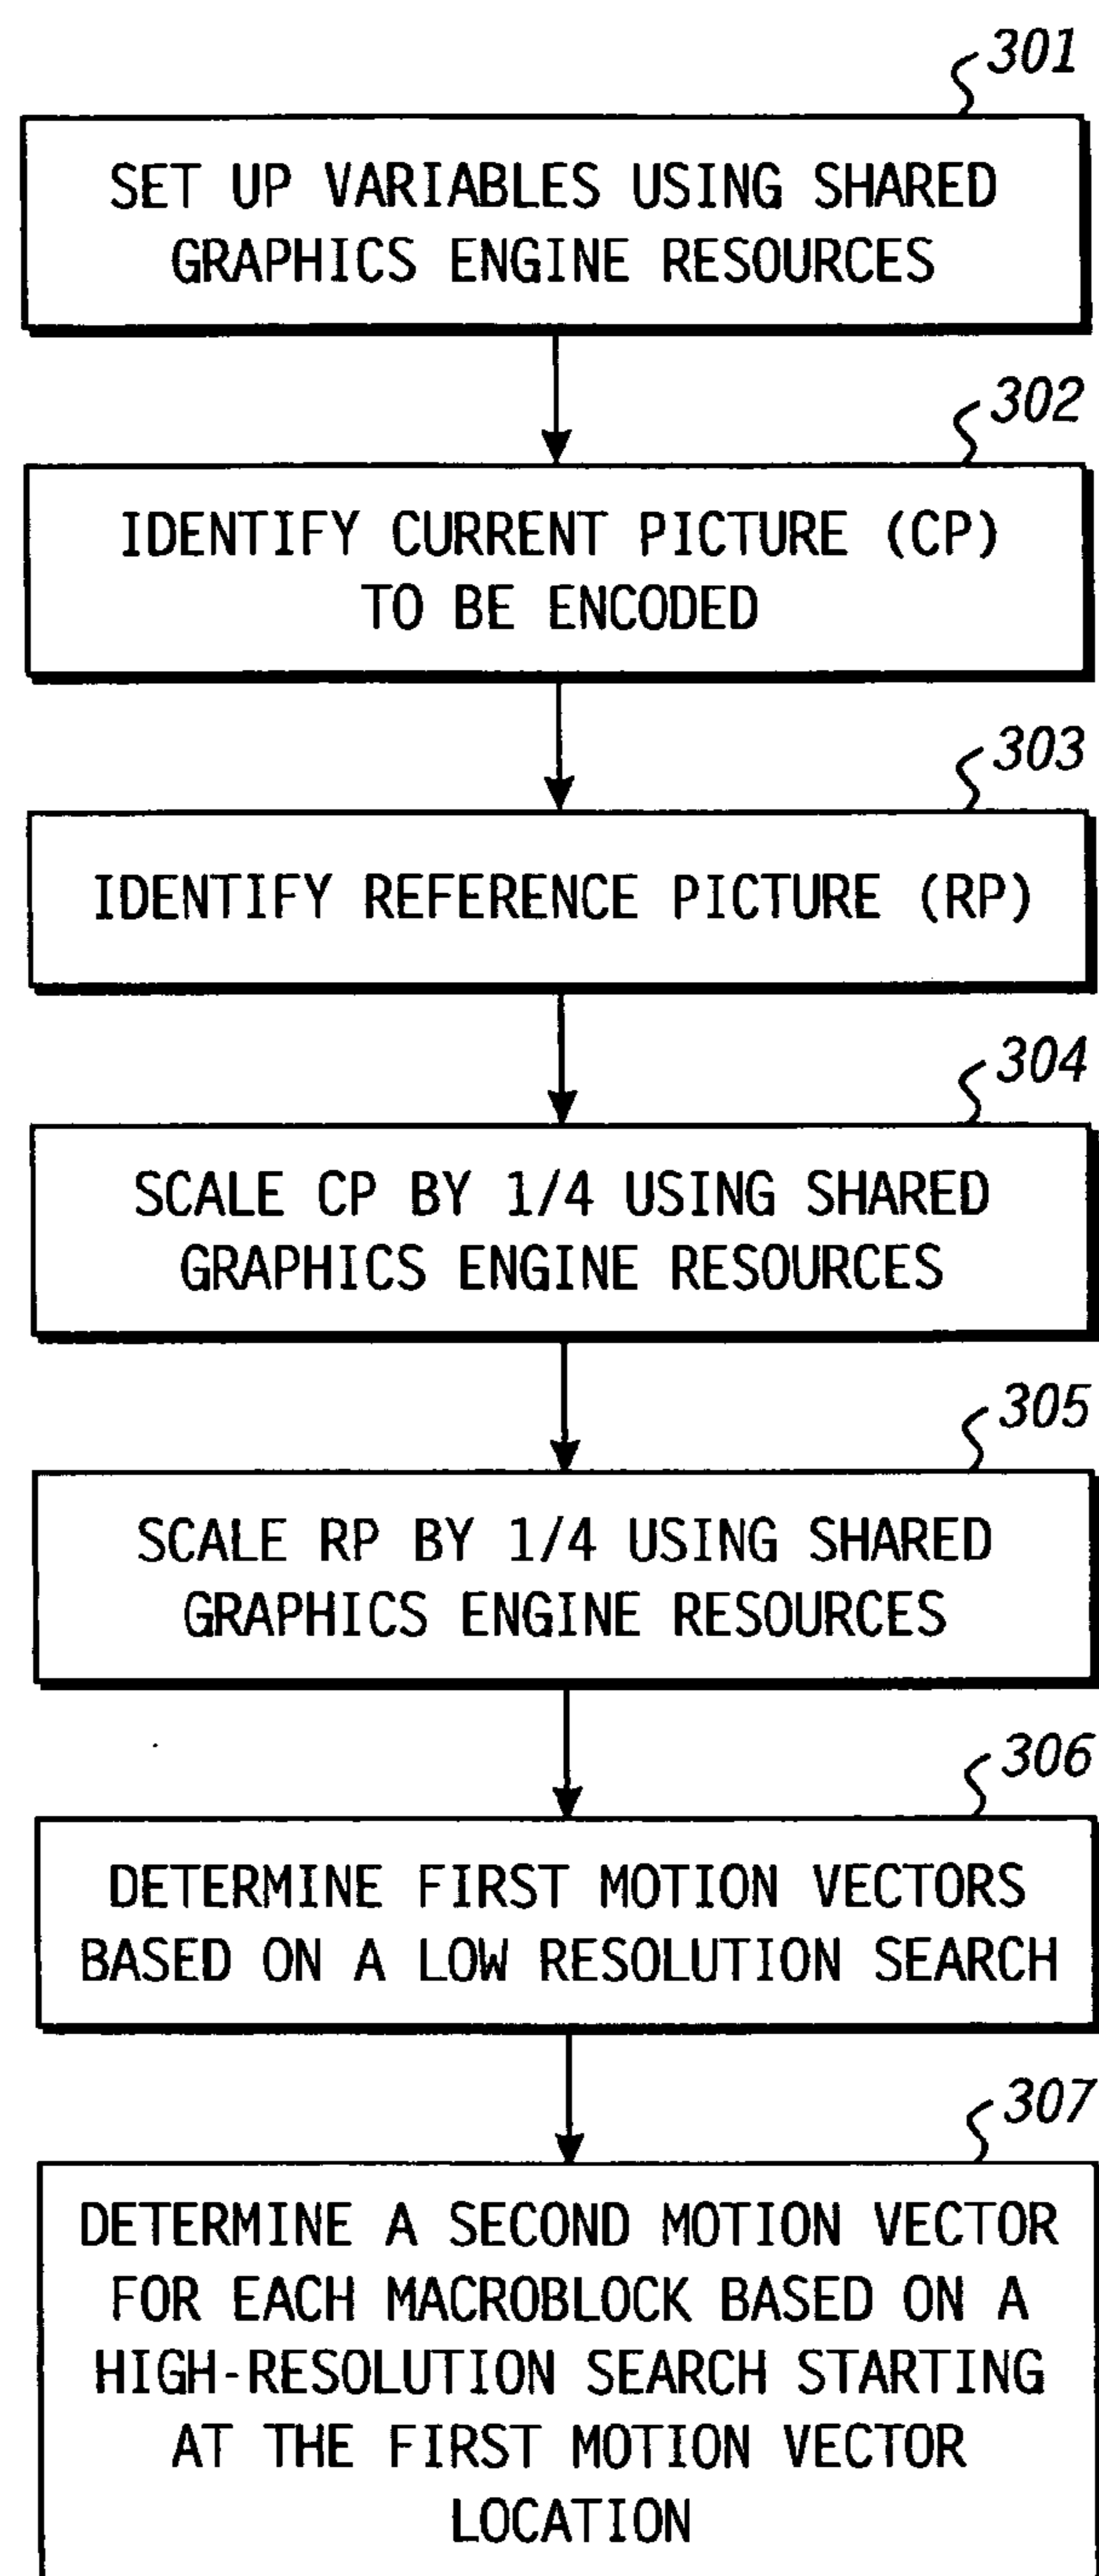 301
SET UP VARIABLES USING SHARED
GRAPHICS ENGINE RESOURCES
302
IDENTIFY CURRENT PICTURE (CP)
TO BE ENCODED
303
IDENTIFY REFERENCE PICTURE (RP)
304
SCALE CP BY 1/4 USING SHARED
GRAPHICS ENGINE RESOURCES
305
SCALE RP BY 1/4 USING SHARED
GRAPHICS ENGINE RESOURCES
306
DETERMINE FIRST MOTION VECTORS
BASED ON A LOW RESOLUTION SEARCH
307
DETERMINE A SECOND MOTION VECTOR
FOR EACH MACROBLOCK BASED ON A
HIGH-RESOLUTION SEARCH STARTING
AT THE FIRST MOTION VECTOR
LOCATION